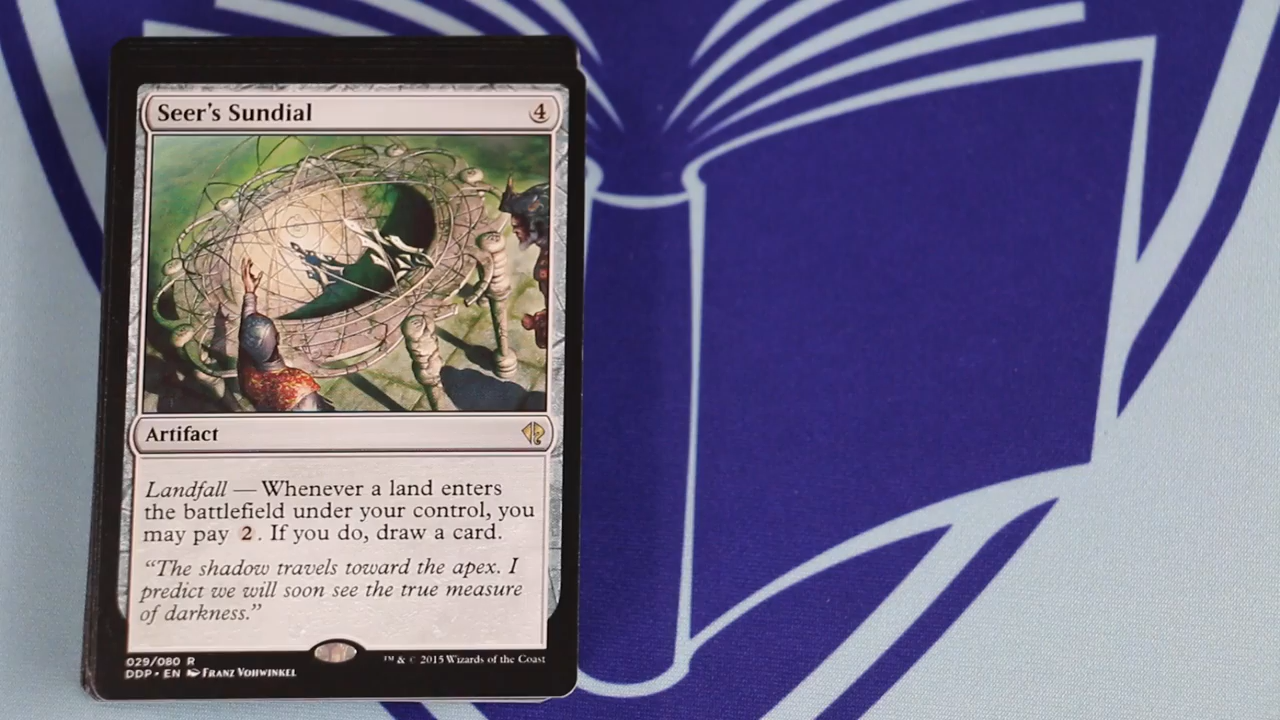 Seer's Sundial 4
Artifact
Landfall — Whenever a land enters
the battlefield under your control, you
may pay 2. If you do, draw a card.
"The shadow travels toward the apex. I
predict we will soon see the true measure
of darkness."
029/080 R
DDP • EN Franz Vohwinkel
™ & © 2015 Wizards of the Coast